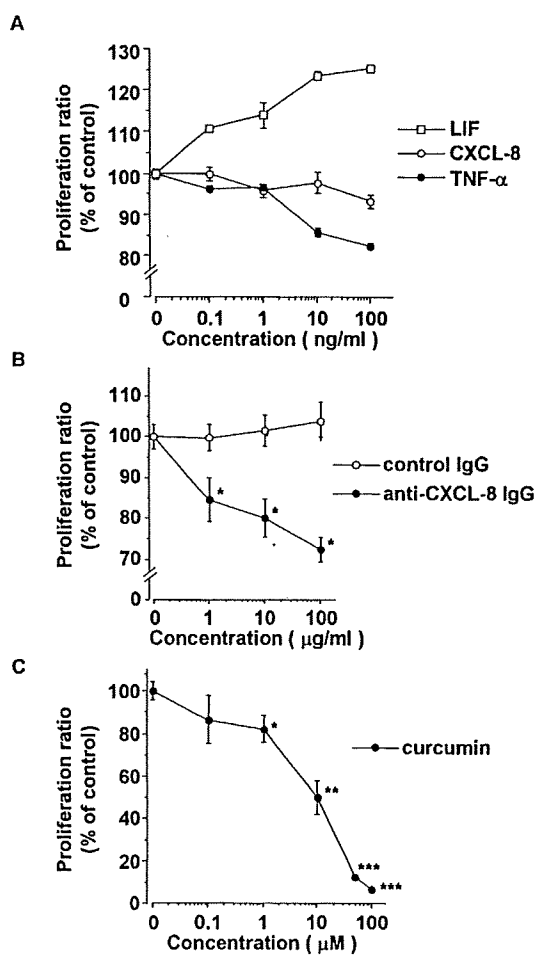 A
Proliferation ratio
(% of control)
130
120
110
100
90
80
0
0 0.1 1 10 100
Concentration ( ng/ml )
LIF
CXCL-8
TNF-α
B
Proliferation ratio
(% of control)
110
100
90
80
70
0
* * *
0 1 10 100
Concentration ( μg/ml )
control IgG
anti-CXCL-8 IgG
C
Proliferation ratio
(% of control)
100
80
60
40
20
0
* ** *** ***
0 0.1 1 10 100
Concentration ( μM )
curcumin